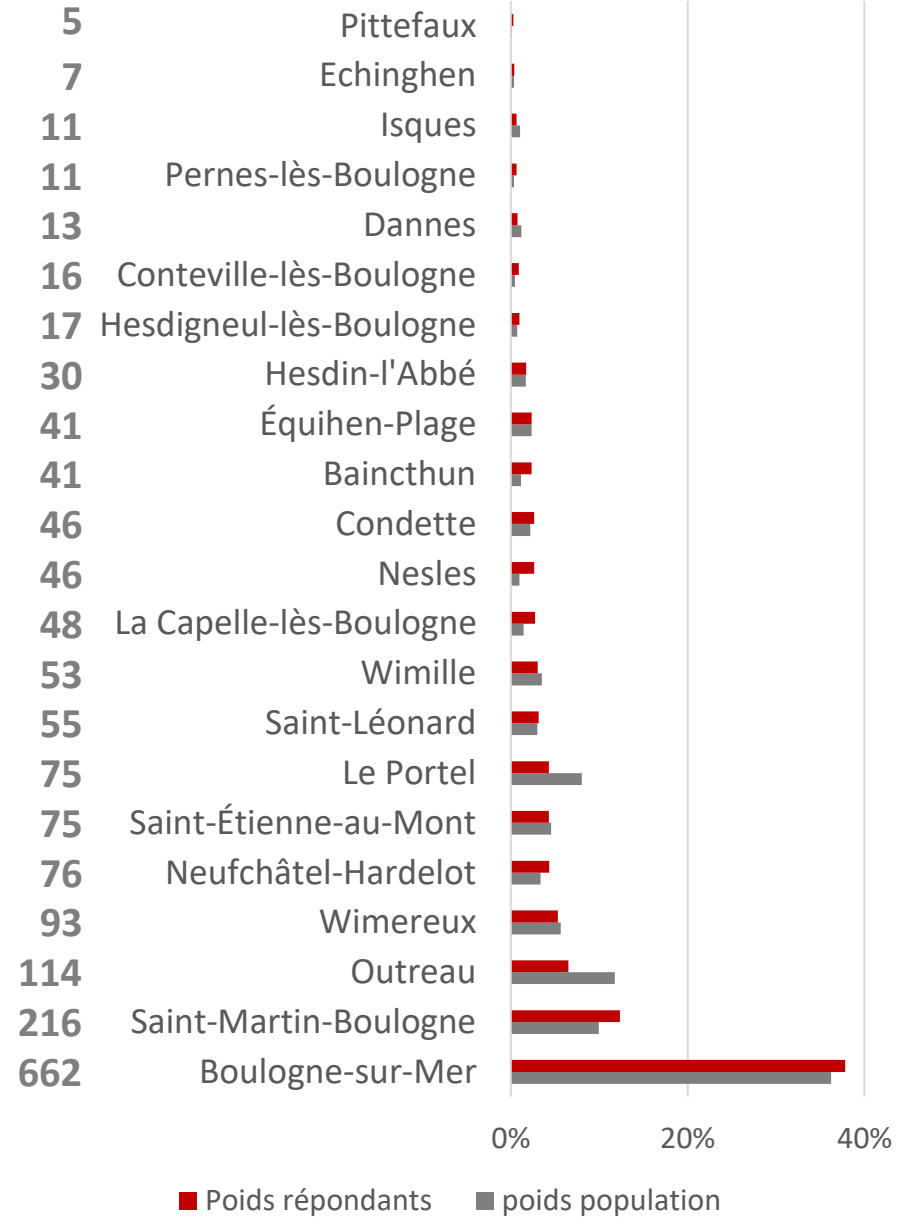 5 Pittefaux
7 Echinghen
11 Isques
11 Pernes-lès-Boulogne
13 Dannes
16 Conteville-lès-Boulogne
17 Hesdigneul-lès-Boulogne
30 Hesdin-l'Abbé
41 Équihen-Plage
41 Baincthun
46 Condette
46 Nesles
48 La Capelle-lès-Boulogne
53 Wimille
55 Saint-Léonard
75 Le Portel
75 Saint-Étienne-au-Mont
76 Neufchâtel-Hardelot
93 Wimereux
114 Outreau
216 Saint-Martin-Boulogne
662 Boulogne-sur-Mer
0% 20% 40%
Poids répondants poids population